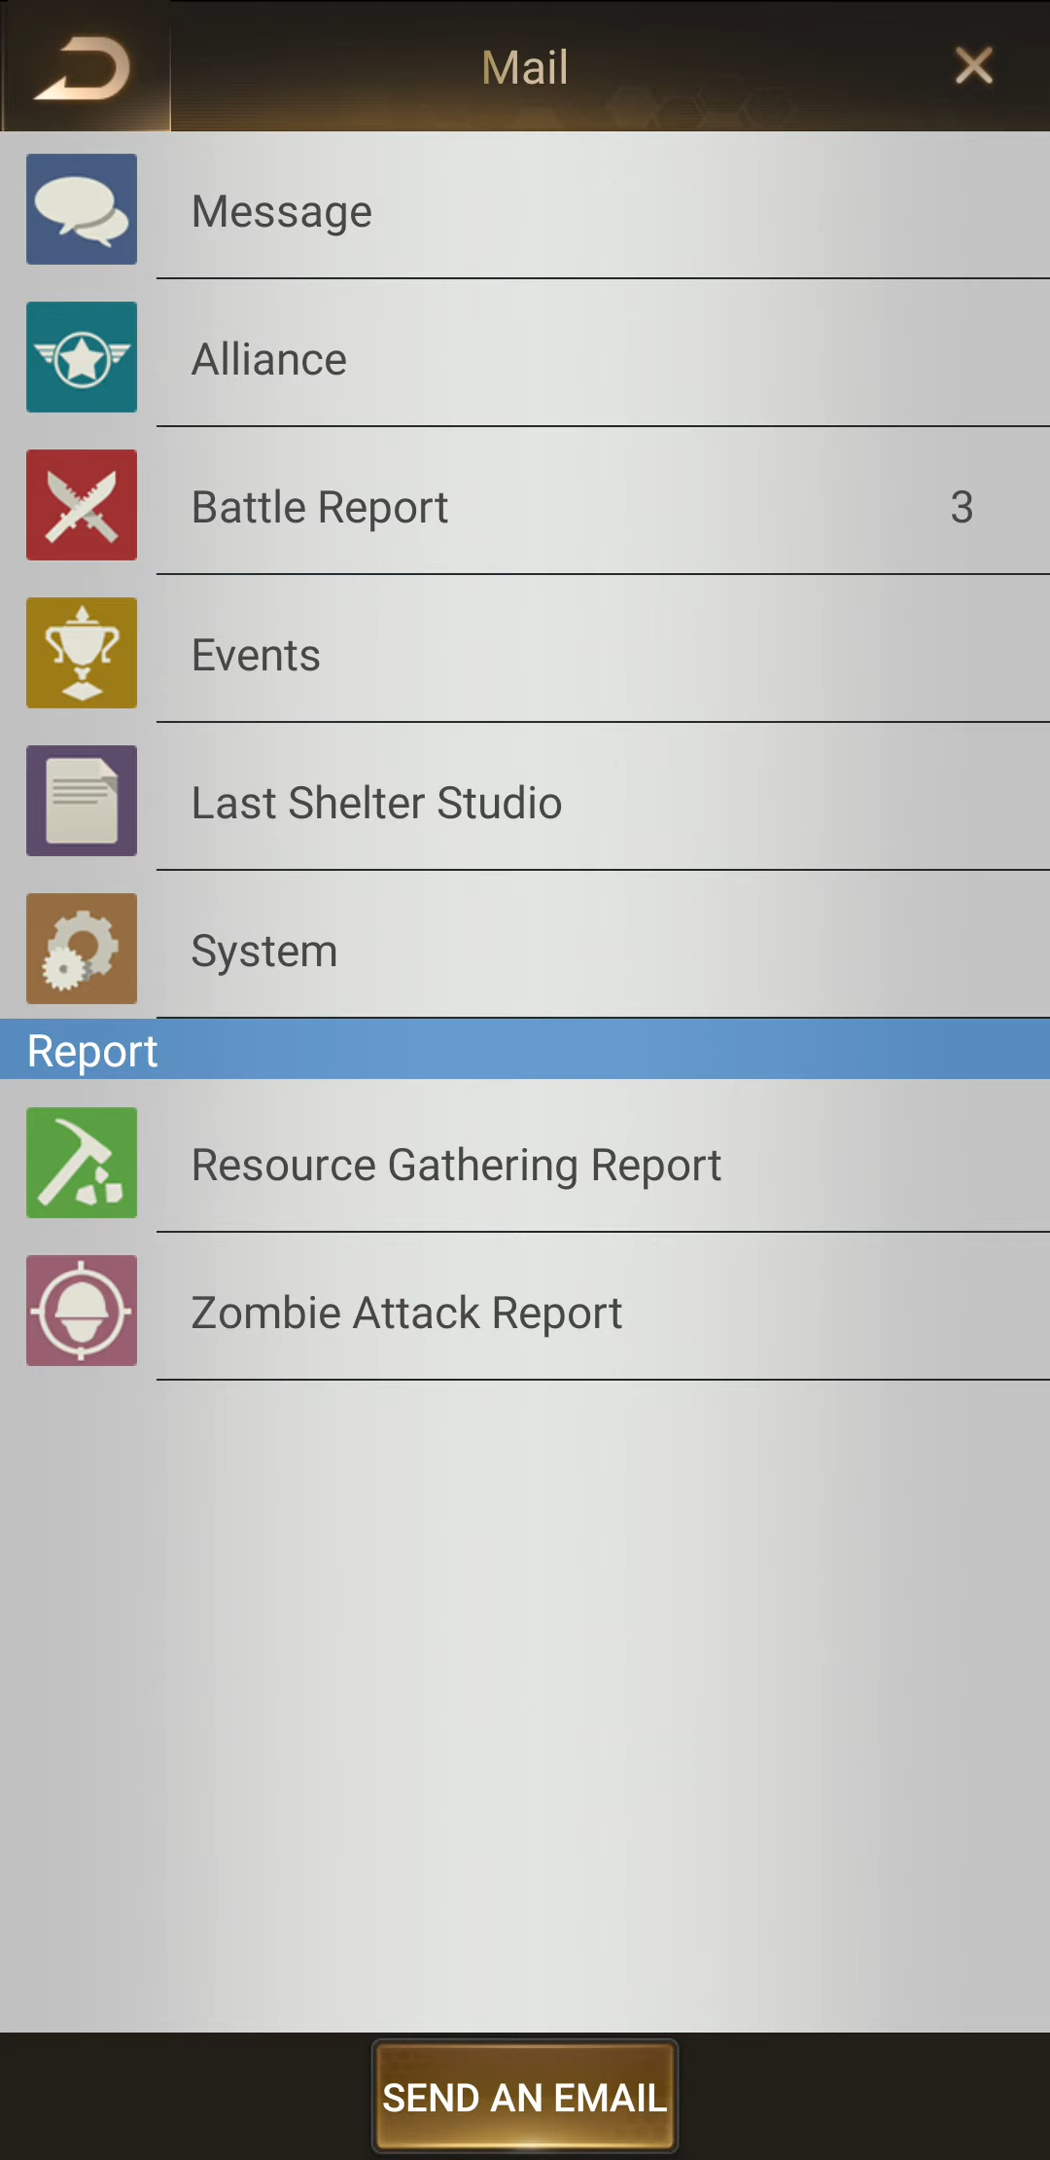 Mail
Message
Alliance
Battle Report 3
Events
Last Shelter Studio
System
Report
Resource Gathering Report
Zombie Attack Report
SEND AN EMAIL